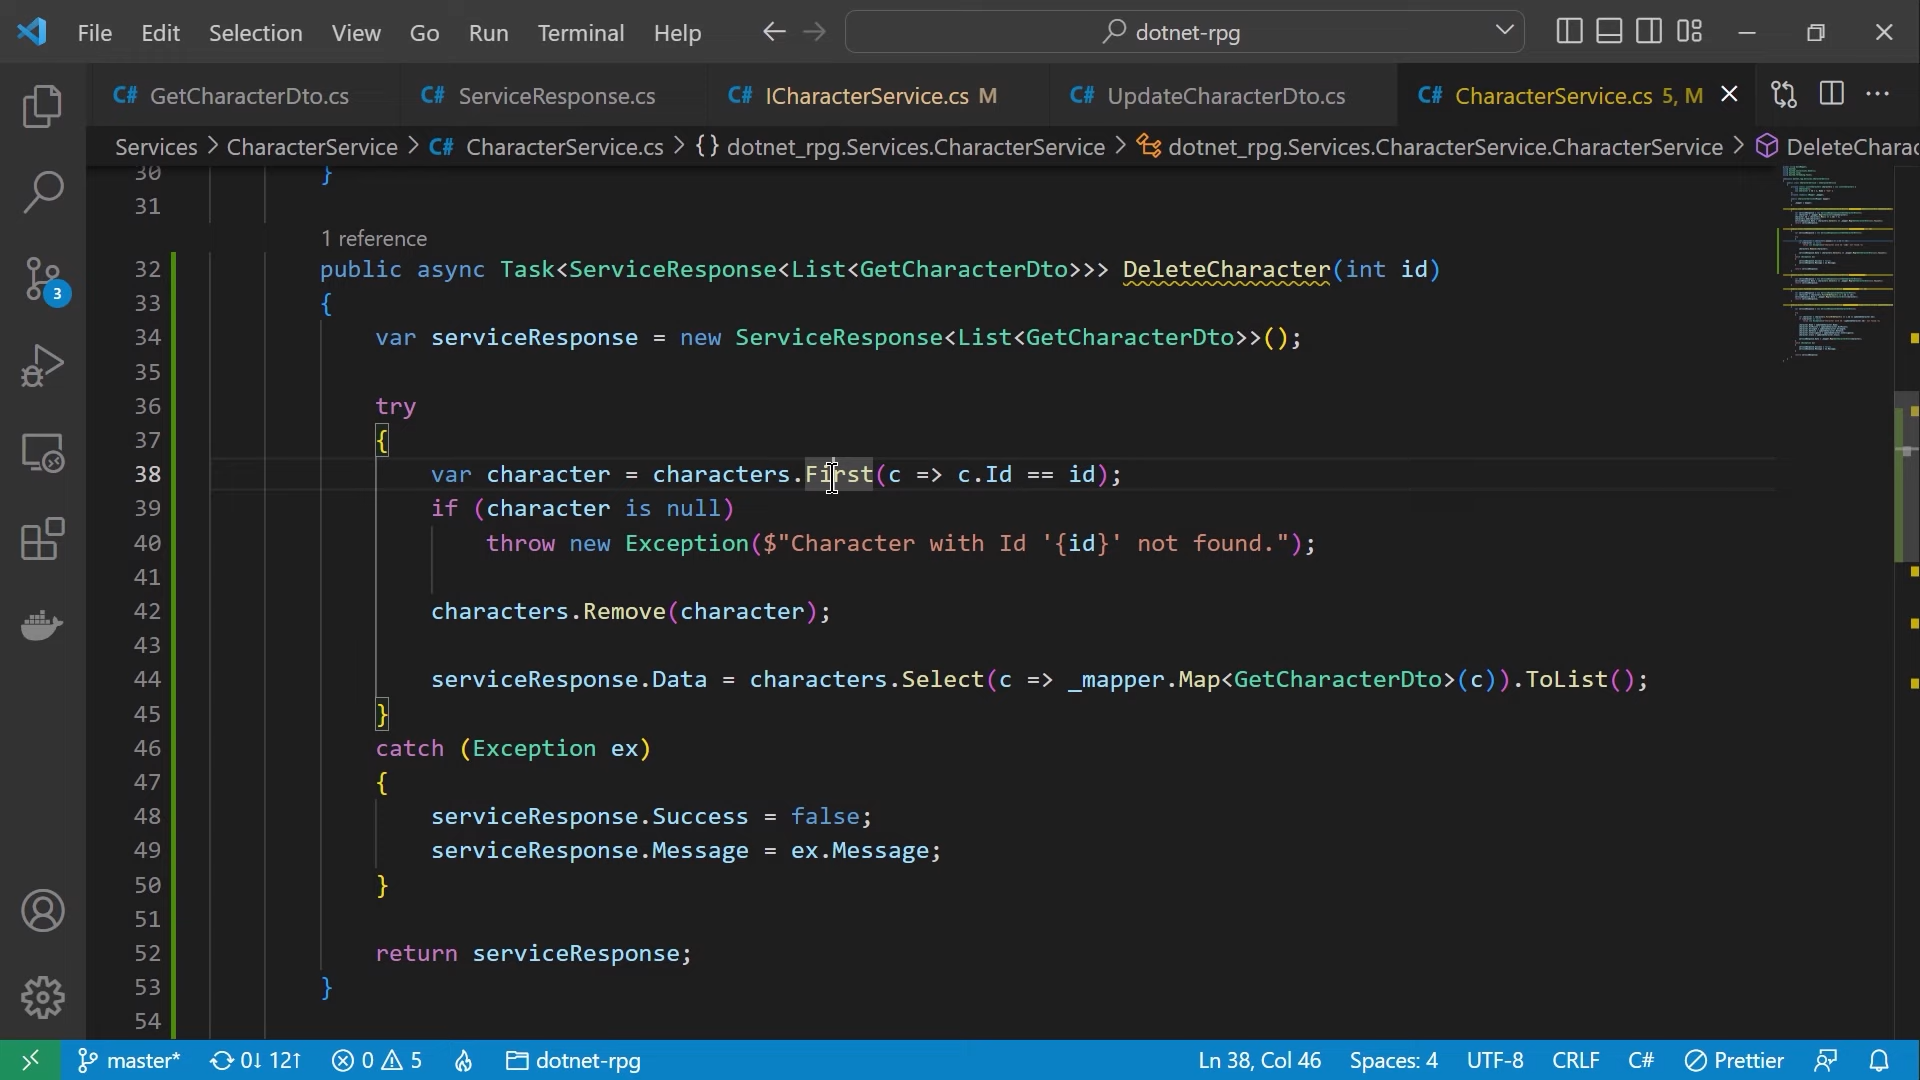 File Edit Selection View Go Run Terminal Help dotnet-rpg
C# GetCharacterDto.cs C# ServiceResponse.cs C# ICharacterService.cs M C# UpdateCharacterDto.cs C# CharacterService.cs 5, M
Services > CharacterService > C# CharacterService.cs > {} dotnet_rpg.Services.CharacterService > dotnet_rpg.Services.CharacterService.CharacterService > DeleteCharac
30 }
31
1 reference
32 public async Task<ServiceResponse<List<GetCharacterDto>>> DeleteCharacter(int id)
33 {
34 var serviceResponse = new ServiceResponse<List<GetCharacterDto>>();
35
36 try
37 {
38 var character = characters.First(c => c.Id == id);
39 if (character is null)
40 throw new Exception($"Character with Id '{id}' not found.");
41
42 characters.Remove(character);
43
44 serviceResponse.Data = characters.Select(c => _mapper.Map<GetCharacterDto>(c)).ToList();
45 }
46 catch (Exception ex)
47 {
48 serviceResponse.Success = false;
49 serviceResponse.Message = ex.Message;
50 }
51
52 return serviceResponse;
53 }
54
3
master* 0↓ 12↑ 0 5 dotnet-rpg Ln 38, Col 46 Spaces: 4 UTF-8 CRLF C# Prettier